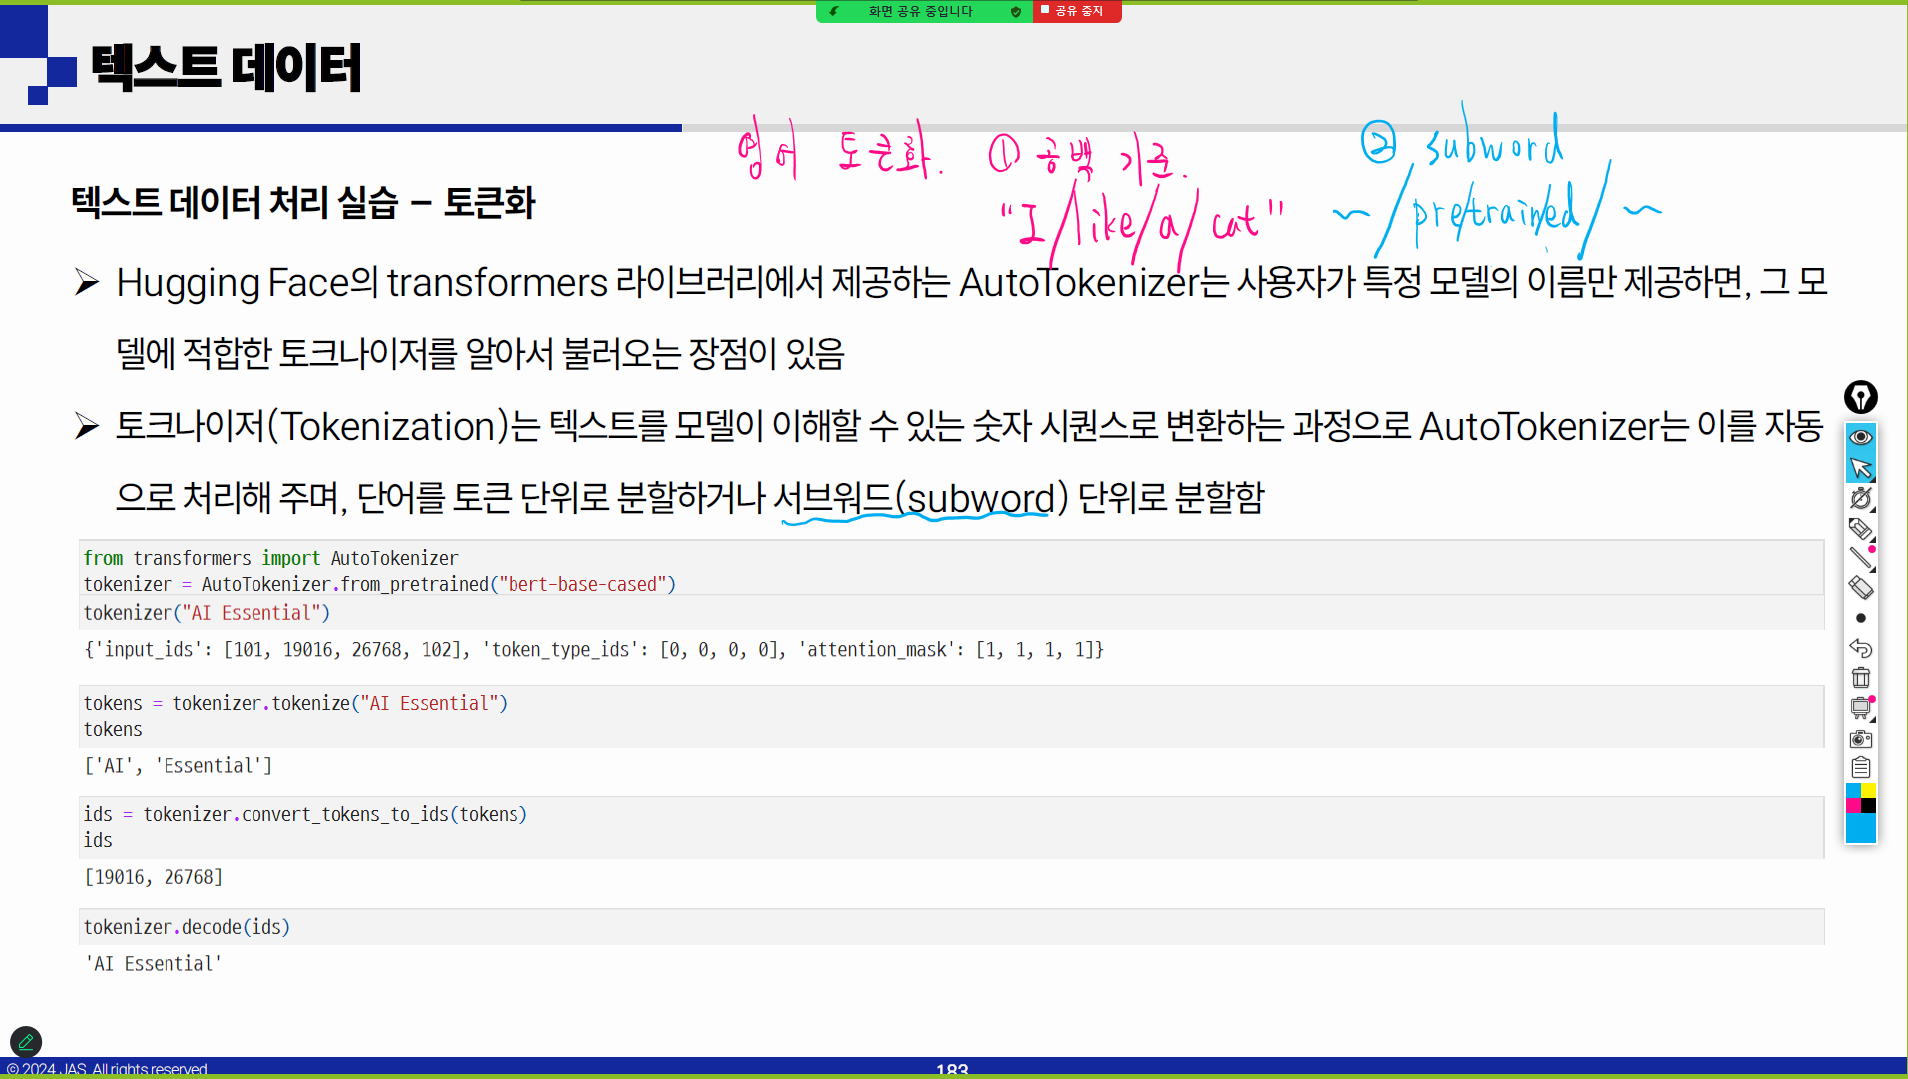 화면 공유 중입니다
공유 중지
텍스트 데이터
영어 토큰화. ① 공백 기준.
"I/like/a/cat"
② subword
~/pre/train/ed/~
텍스트 데이터 처리 실습 – 토큰화
➢ Hugging Face의 transformers 라이브러리에서 제공하는 AutoTokenizer는 사용자가 특정 모델의 이름만 제공하면, 그 모
델에 적합한 토크나이저를 알아서 불러오는 장점이 있음
➢ 토크나이저(Tokenization)는 텍스트를 모델이 이해할 수 있는 숫자 시퀀스로 변환하는 과정으로 AutoTokenizer는 이를 자동
으로 처리해 주며, 단어를 토큰 단위로 분할하거나 서브워드(subword) 단위로 분할함
from transformers import AutoTokenizer
tokenizer = AutoTokenizer.from_pretrained("bert-base-cased")
tokenizer("AI Essential")
{'input_ids': [101, 19016, 26768, 102], 'token_type_ids': [0, 0, 0, 0], 'attention_mask': [1, 1, 1, 1]}
tokens = tokenizer.tokenize("AI Essential")
tokens
['AI', 'Essential']
ids = tokenizer.convert_tokens_to_ids(tokens)
ids
[19016, 26768]
tokenizer.decode(ids)
'AI Essential'
© 2024 JAS. All rights reserved
183